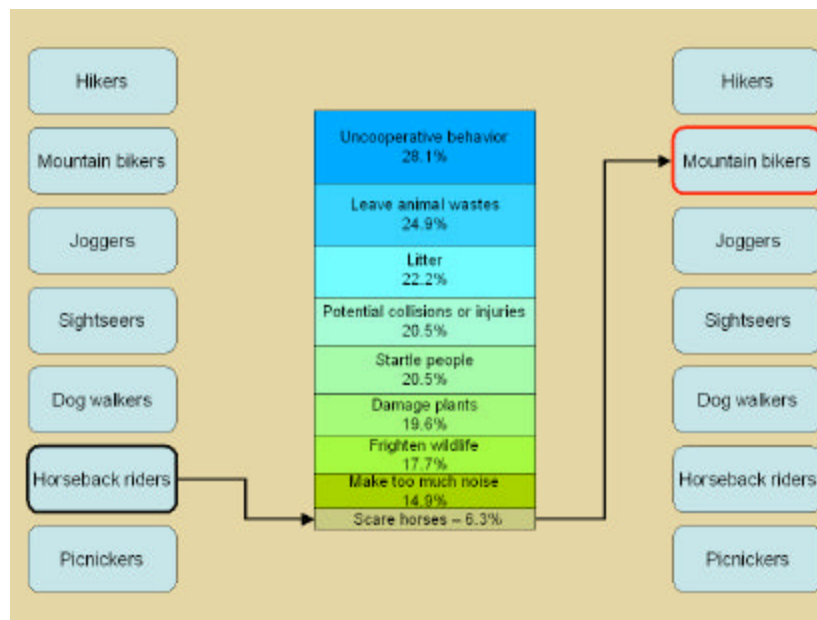 Hikers
Mountain bikers
Joggers
Sightseers
Dog walkers
Horseback riders
Picnickers
Uncooperative behavior
28.1%
Leave animal wastes
24.9%
Litter
22.2%
Potential collisions or injuries
20.5%
Startle people
20.5%
Damage plants
19.6%
Frighten wildlife
17.7%
Make too much noise
14.9%
Scare horses – 6.3%
Hikers
Mountain bikers
Joggers
Sightseers
Dog walkers
Horseback riders
Picnickers